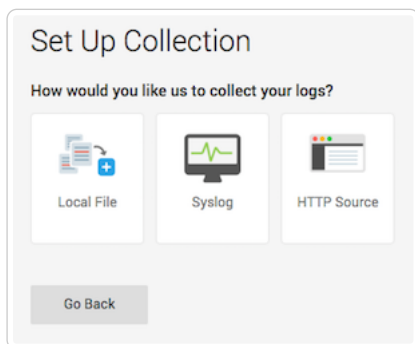 Set Up Collection
How would you like us to collect your logs?
Local File
Syslog
HTTP Source
Go Back